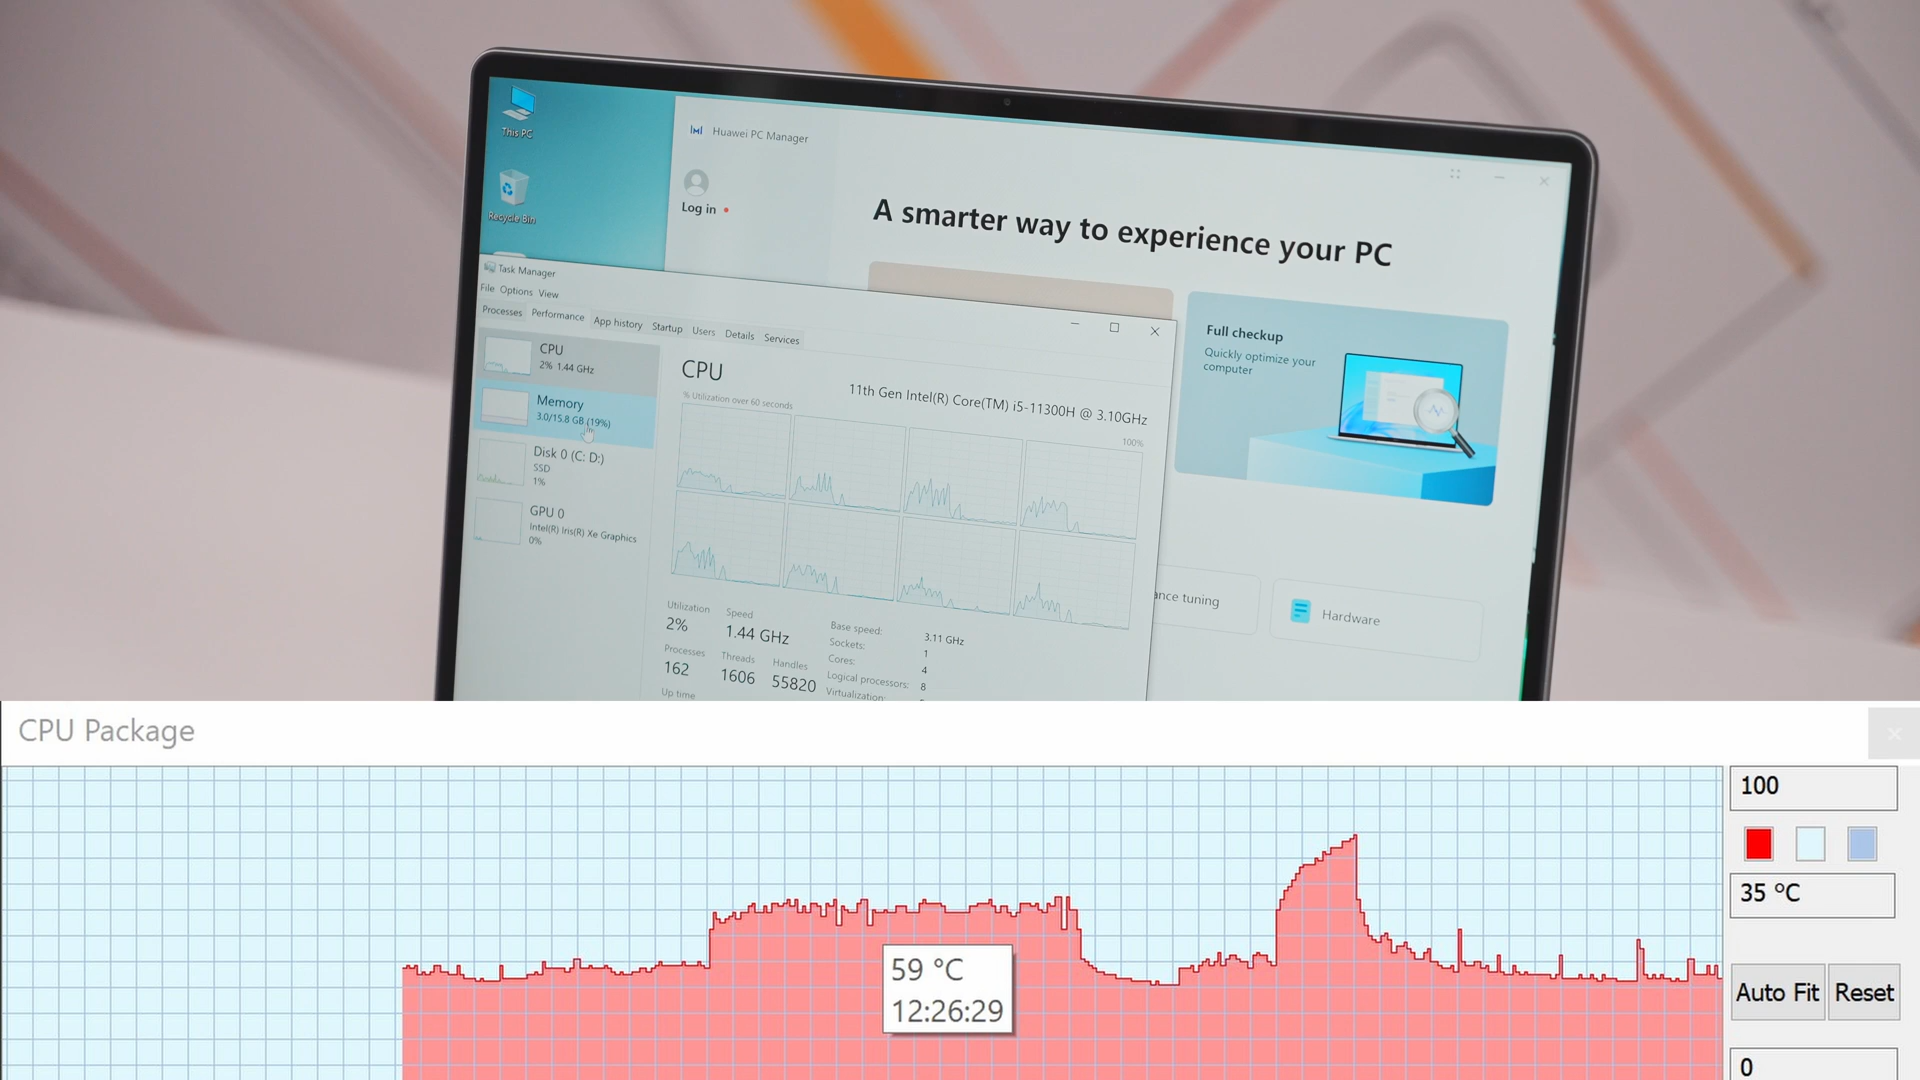 This PC
Recycle Bin
Huawei PC Manager
Log in
A smarter way to experience your PC
Full checkup
Quickly optimize your
computer
ance tuning
Hardware
Task Manager
File Options View
Processes Performance App history Startup Users Details Services
CPU
2% 1.44 GHz
Memory
3.0/15.8 GB (19%)
Disk 0 (C: D:)
SSD
1%
GPU 0
Intel(R) Iris(R) Xe Graphics
0%
CPU
11th Gen Intel(R) Core(TM) i5-11300H @ 3.10GHz
% Utilization over 60 seconds
100%
Utilization Speed
2% 1.44 GHz
Processes Threads Handles
162 1606 55820
Up time
Base speed: 3.11 GHz
Sockets: 1
Cores: 4
Logical processors: 8
Virtualization:
CPU Package
100
35 °C
59 °C
12:26:29
Auto Fit Reset
0